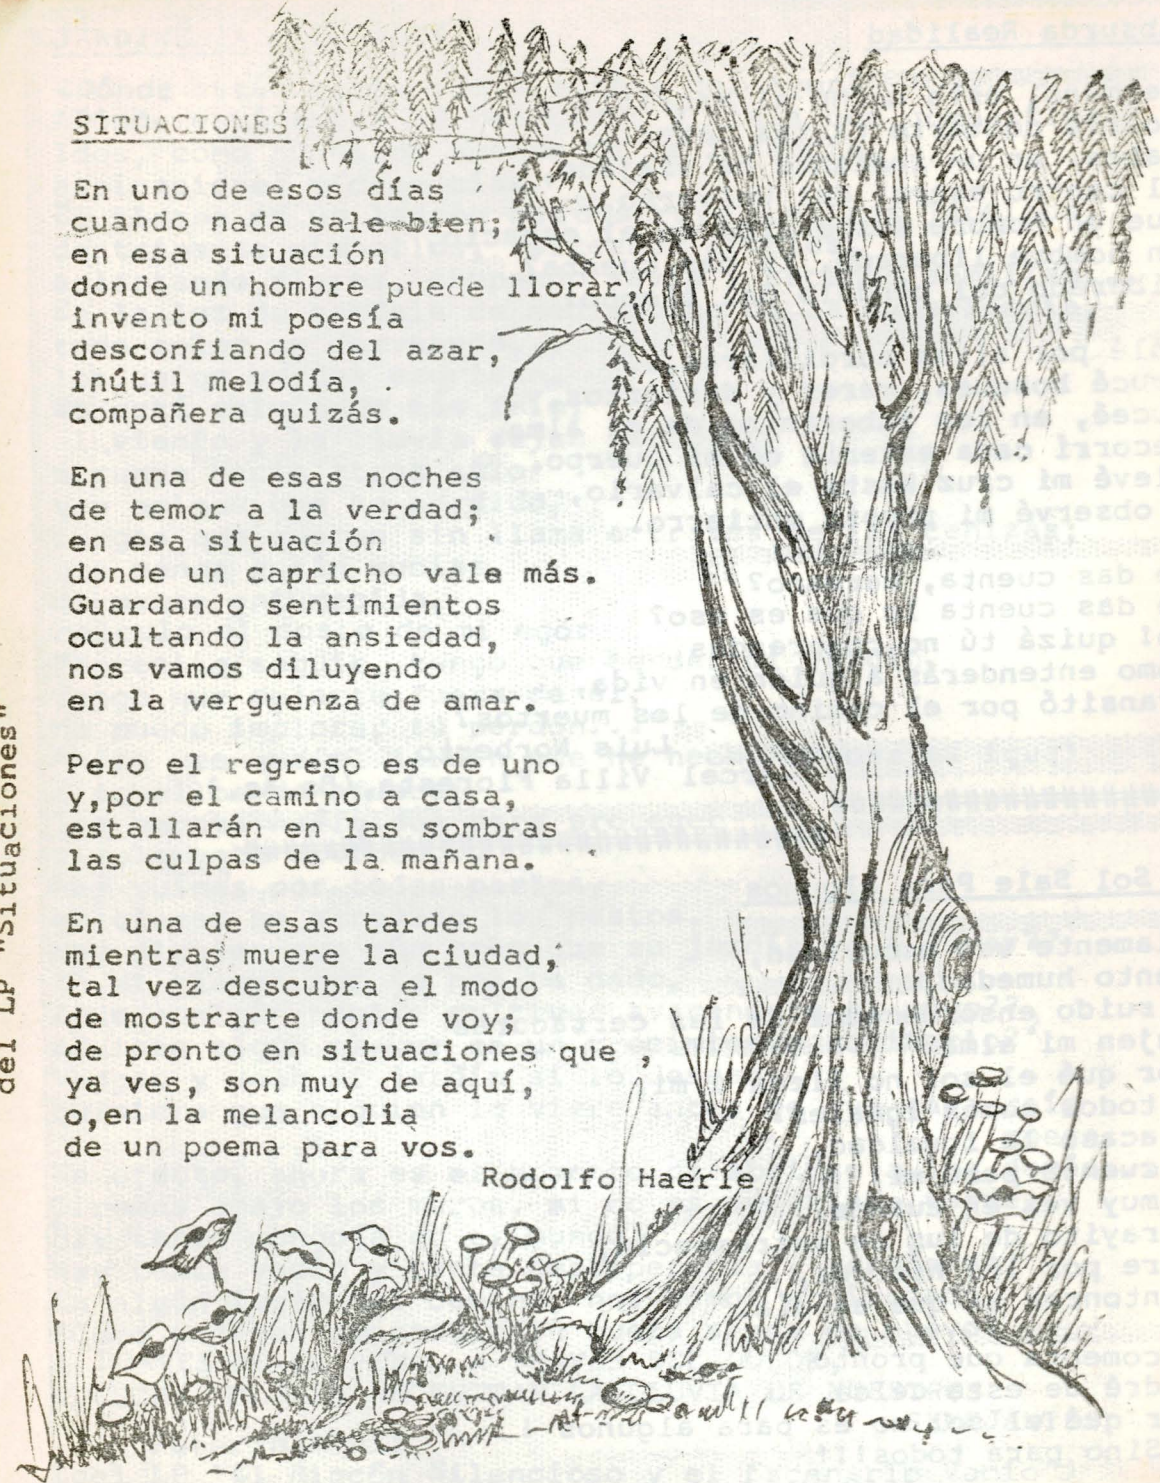 SITUACIONES
En uno de esos días
cuando nada sale bien;
en esa situación
donde un hombre puede llorar,
invento mi poesía
desconfiando del azar,
inútil melodía,
compañera quizás.
En una de esas noches
de temor a la verdad;
en esa situación
donde un capricho vale más.
Guardando sentimientos
ocultando la ansiedad,
nos vamos diluyendo
en la verguenza de amar.
Pero el regreso es de uno
y,por el camino a casa,
estallarán en las sombras
las culpas de la mañana.
En una de esas tardes
mientras muere la ciudad,
tal vez descubra el modo
de mostrarte donde voy;
de pronto en situaciones que ,
ya ves, son muy de aquí,
o,en la melancolia
de un poema para vos.
Rodolfo Haerle
del LP "Situaciones"